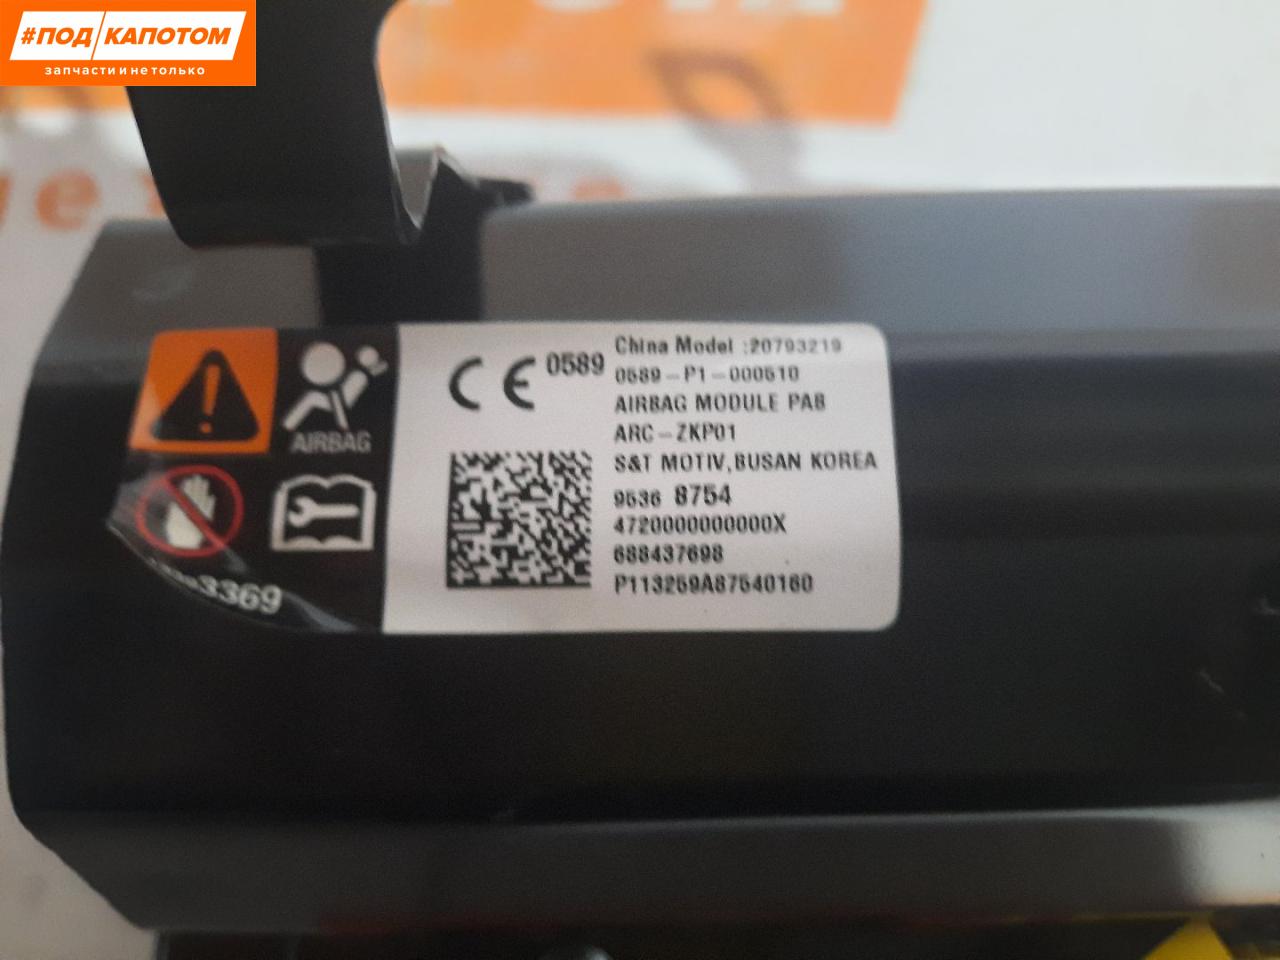 #ПОД КАПОТОМ
запчасти и не только
AIRBAG
3369
CE 0589
China Model :20793219
0589-P1-000510
AIRBAG MODULE PAB
ARC-ZKP01
S&T MOTIV,BUSAN KOREA
9536 8754
4720000000000X
688437698
P113259A87540160